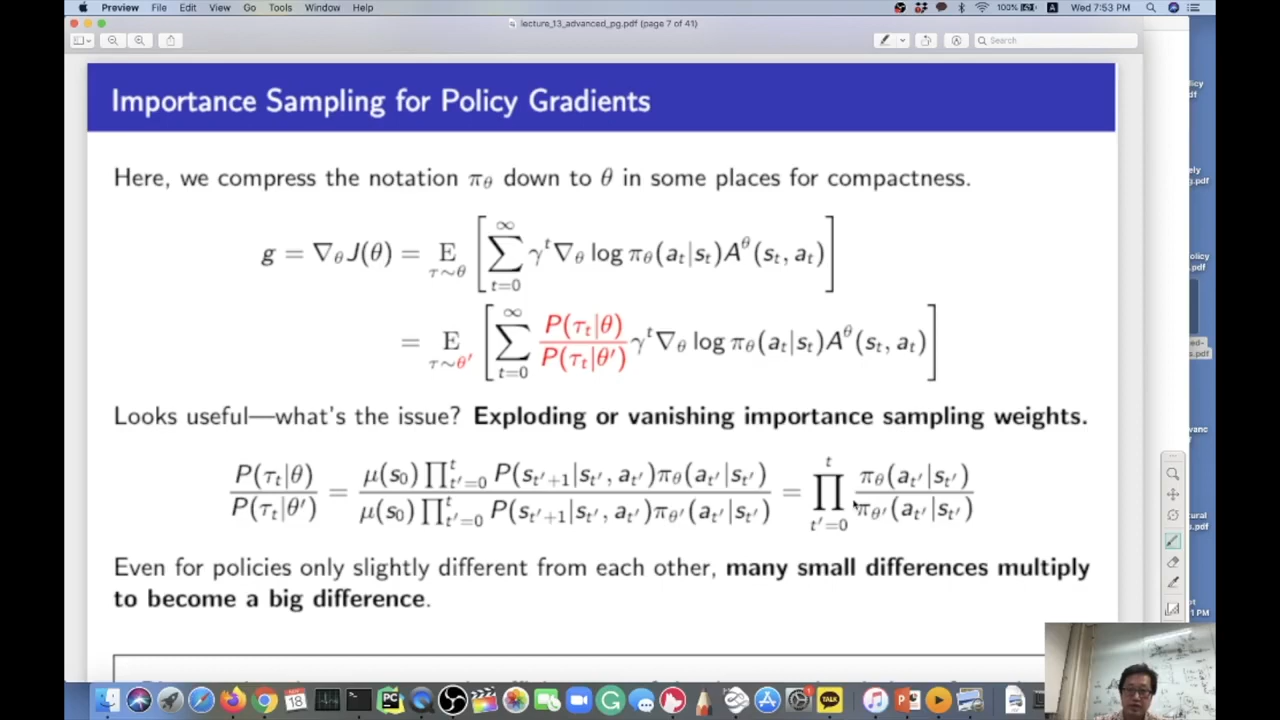 Preview File Edit View Go Tools Window Help 100% Wed 7:53 PM
lecture_13_advanced_pg.pdf (page 7 of 41)
Search
Importance Sampling for Policy Gradients
Here, we compress the notation π_θ down to θ in some places for compactness.
g = ∇_θ J(θ) = E_{τ∼θ} [ ∑_{t=0}^{∞} γ^t ∇_θ log π_θ(a_t|s_t) A^θ(s_t, a_t) ]
= E_{τ∼θ'} [ ∑_{t=0}^{∞} P(τ_t|θ) / P(τ_t|θ') γ^t ∇_θ log π_θ(a_t|s_t) A^θ(s_t, a_t) ]
Looks useful—what's the issue? Exploding or vanishing importance sampling weights.
P(τ_t|θ) / P(τ_t|θ') = μ(s_0) ∏_{t'=0}^{t} P(s_{t'+1}|s_{t'}, a_{t'}) π_θ(a_{t'}|s_{t'}) / μ(s_0) ∏_{t'=0}^{t} P(s_{t'+1}|s_{t'}, a_{t'}) π_{θ'}(a_{t'}|s_{t'}) = ∏_{t'=0}^{t} π_θ(a_{t'}|s_{t'}) / π_{θ'}(a_{t'}|s_{t'})
Even for policies only slightly different from each other, many small differences multiply
to become a big difference.
18
PC
TALK